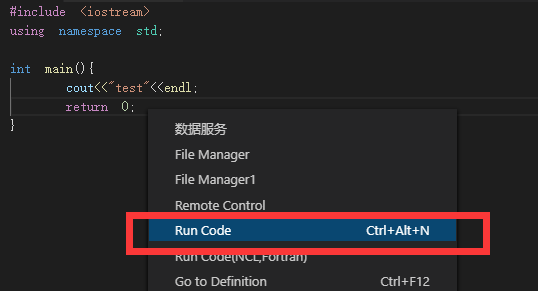 #include <iostream>
using namespace std;
int main(){
cout<<"test"<<endl;
return 0;
}
数据服务
File Manager
File Manager1
Remote Control
Run Code Ctrl+Alt+N
Run Code(NCL,Fortran)
Go to Definition Ctrl+F12